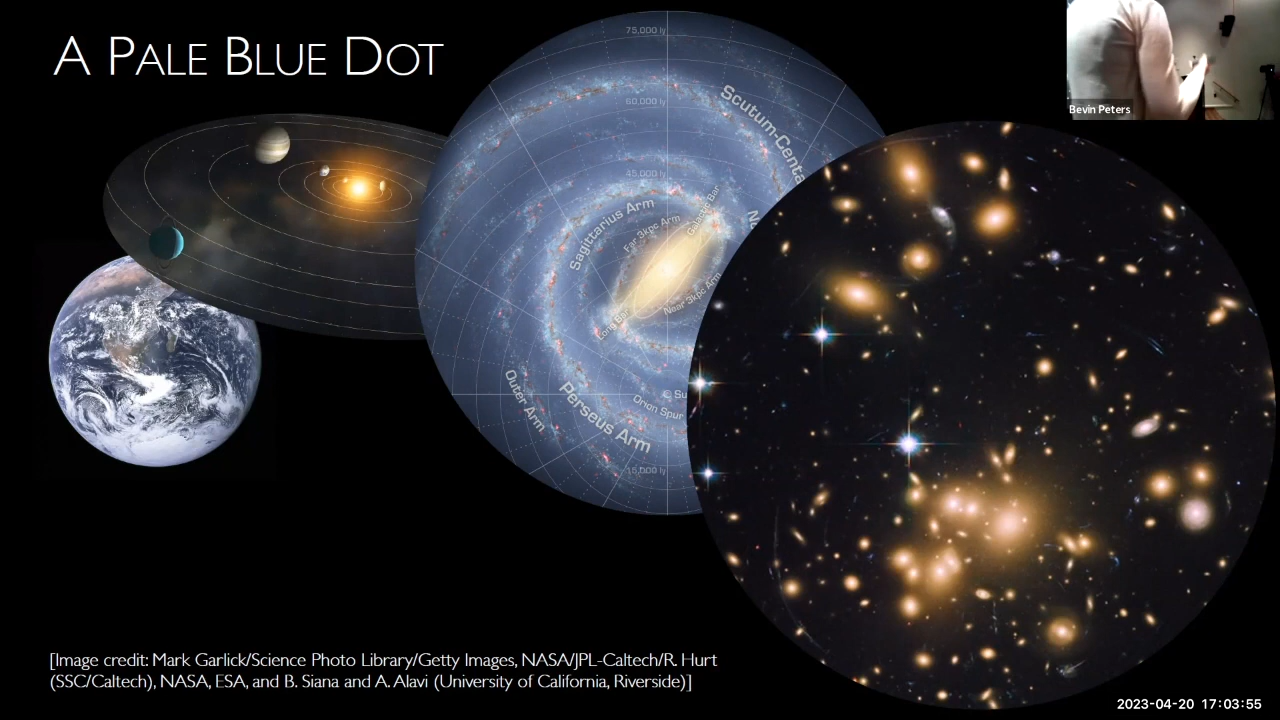 A PALE BLUE DOT
Bevin Peters
75,000 ly
60,000 ly
45,000 ly
Scutum-Centa
Sagittarius Arm
Far 3kpc Arm
Galactic Bar
Near 3kpc Arm
Long Bar
Outer Arm
Perseus Arm
Orion Spur
Su
15,000 ly
[Image credit: Mark Garlick/Science Photo Library/Getty Images, NASA/JPL-Caltech/R. Hurt
(SSC/Caltech), NASA, ESA, and B. Siana and A. Alavi (University of California, Riverside)]
2023-04-20 17:03:55